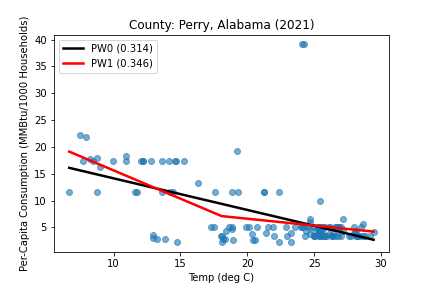 County: Perry, Alabama (2021)
PW0 (0.314)
PW1 (0.346)
Per-Capita Consumption (MMBtu/1000 Households)
40
35
30
25
20
15
10
5
10
15
20
25
30
Temp (deg C)